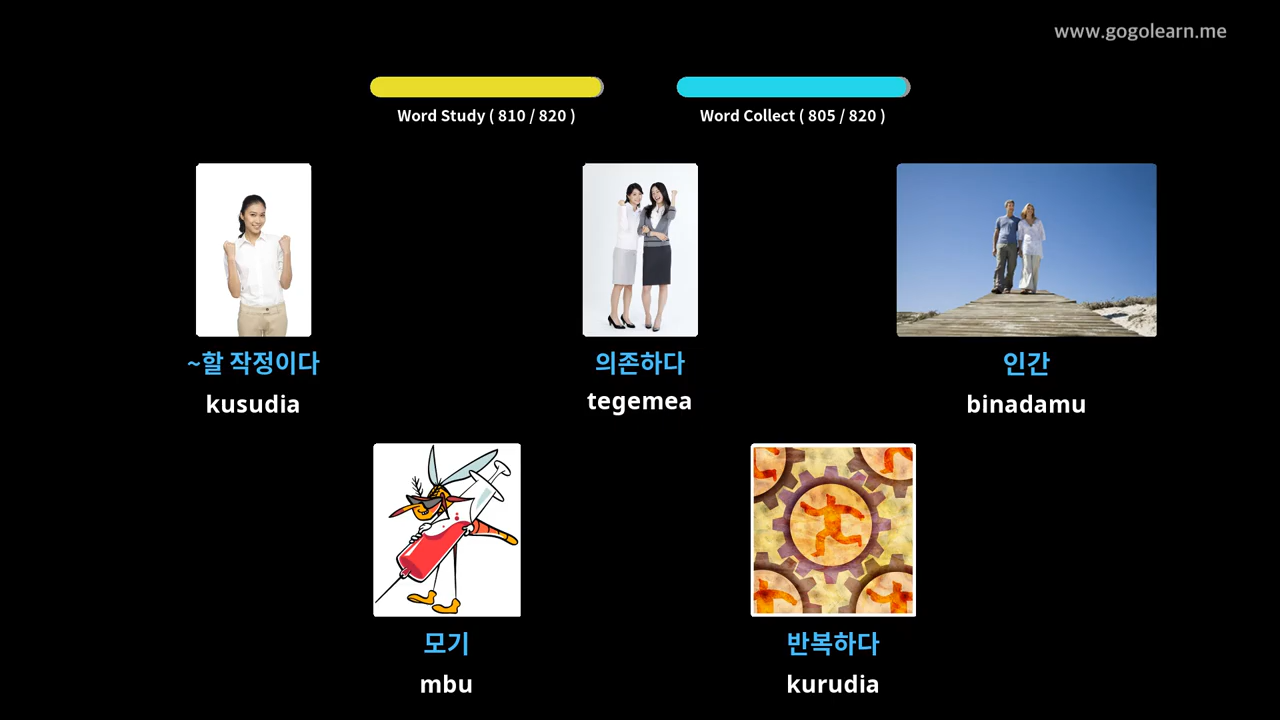 www.gogolearn.me
Word Study ( 810 / 820 )
Word Collect ( 805 / 820 )
~할 작정이다
kusudia
의존하다
tegemea
인간
binadamu
모기
mbu
반복하다
kurudia